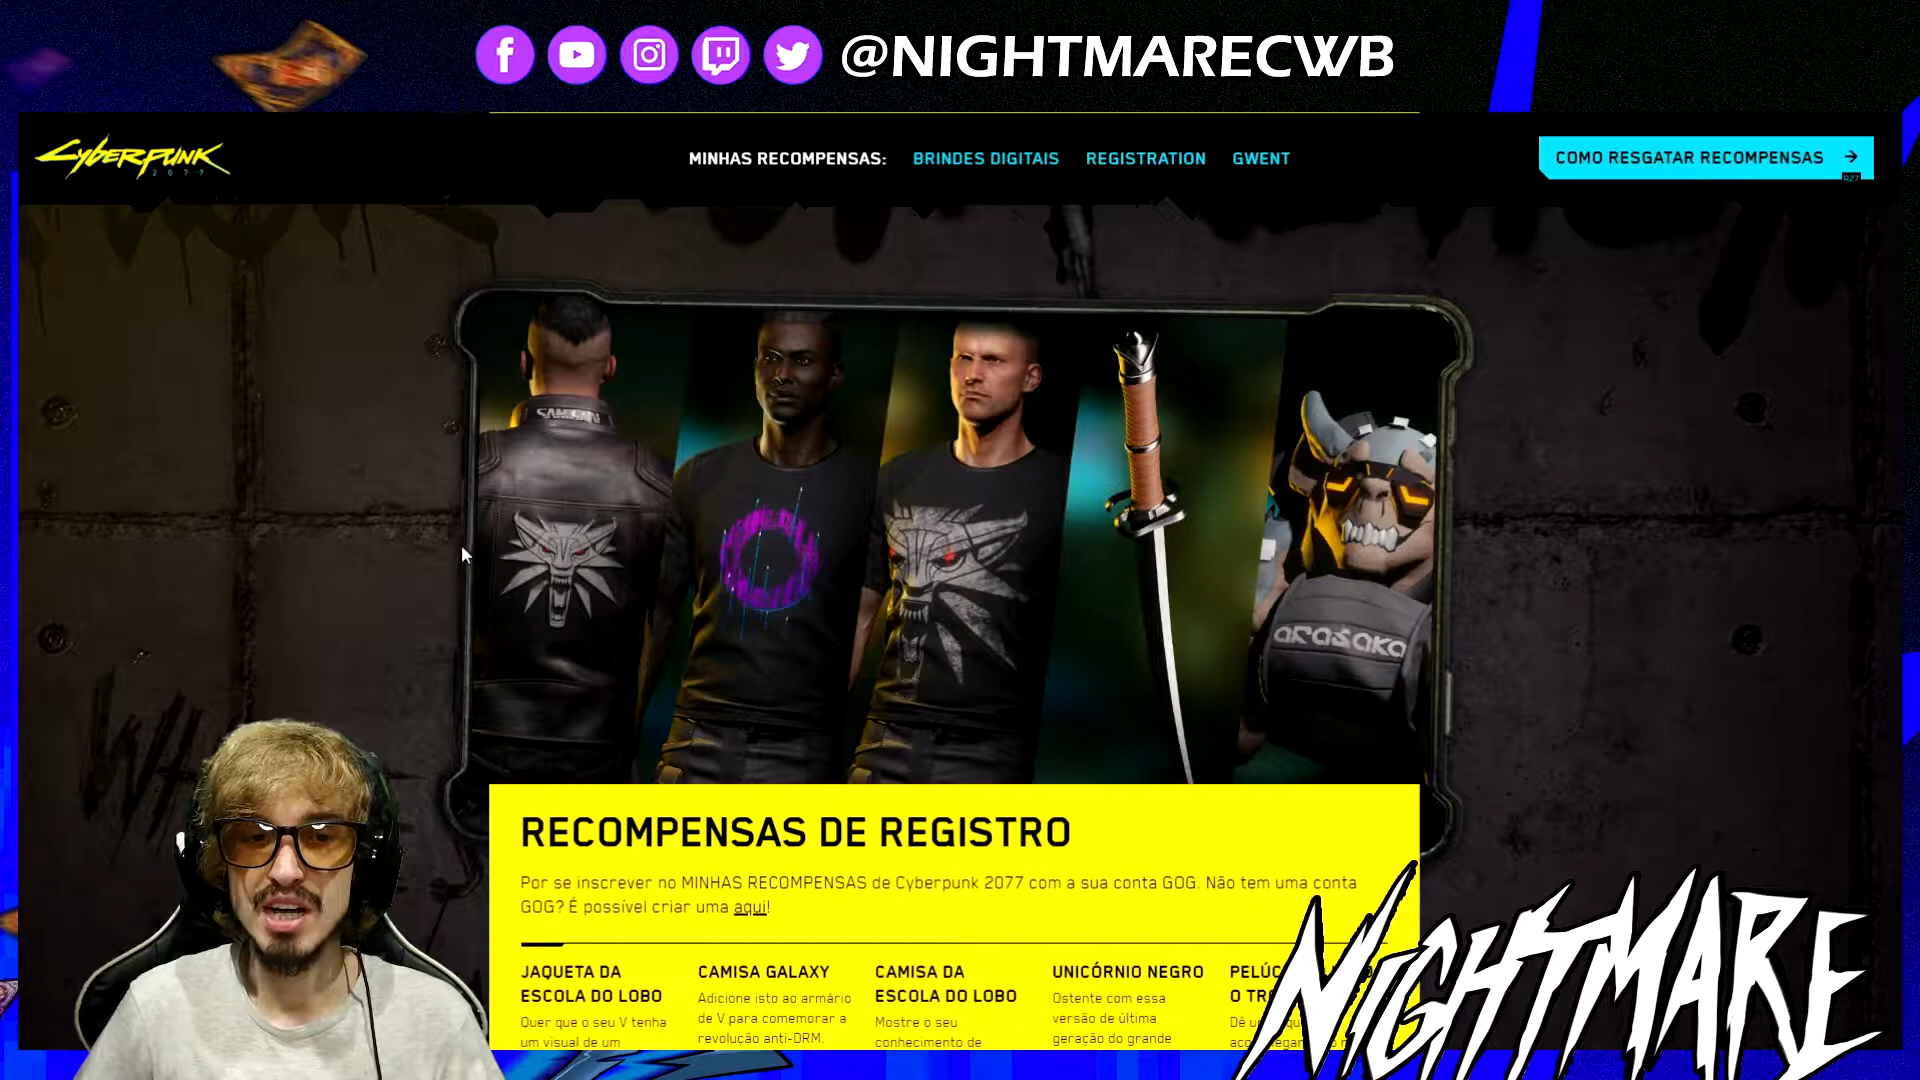 @NIGHTMARECWB
Cyberpunk
2077
MINHAS RECOMPENSAS: BRINDES DIGITAIS REGISTRATION GWENT
COMO RESGATAR RECOMPENSAS
R27
SAMURAI
arasaka
RECOMPENSAS DE REGISTRO
Por se inscrever no MINHAS RECOMPENSAS de Cyberpunk 2077 com a sua conta GOG. Não tem uma conta
GOG? É possível criar uma aqui!
JAQUETA DA
ESCOLA DO LOBO
Quer que o seu V tenha
um visual de um
CAMISA GALAXY
Adicione isto ao armário
de V para comemorar a
revolução anti-DRM.
CAMISA DA
ESCOLA DO LOBO
Mostre o seu
conhecimento de
UNICÓRNIO NEGRO
Ostente com essa
versão de última
geração do grande
NIGHTMARE